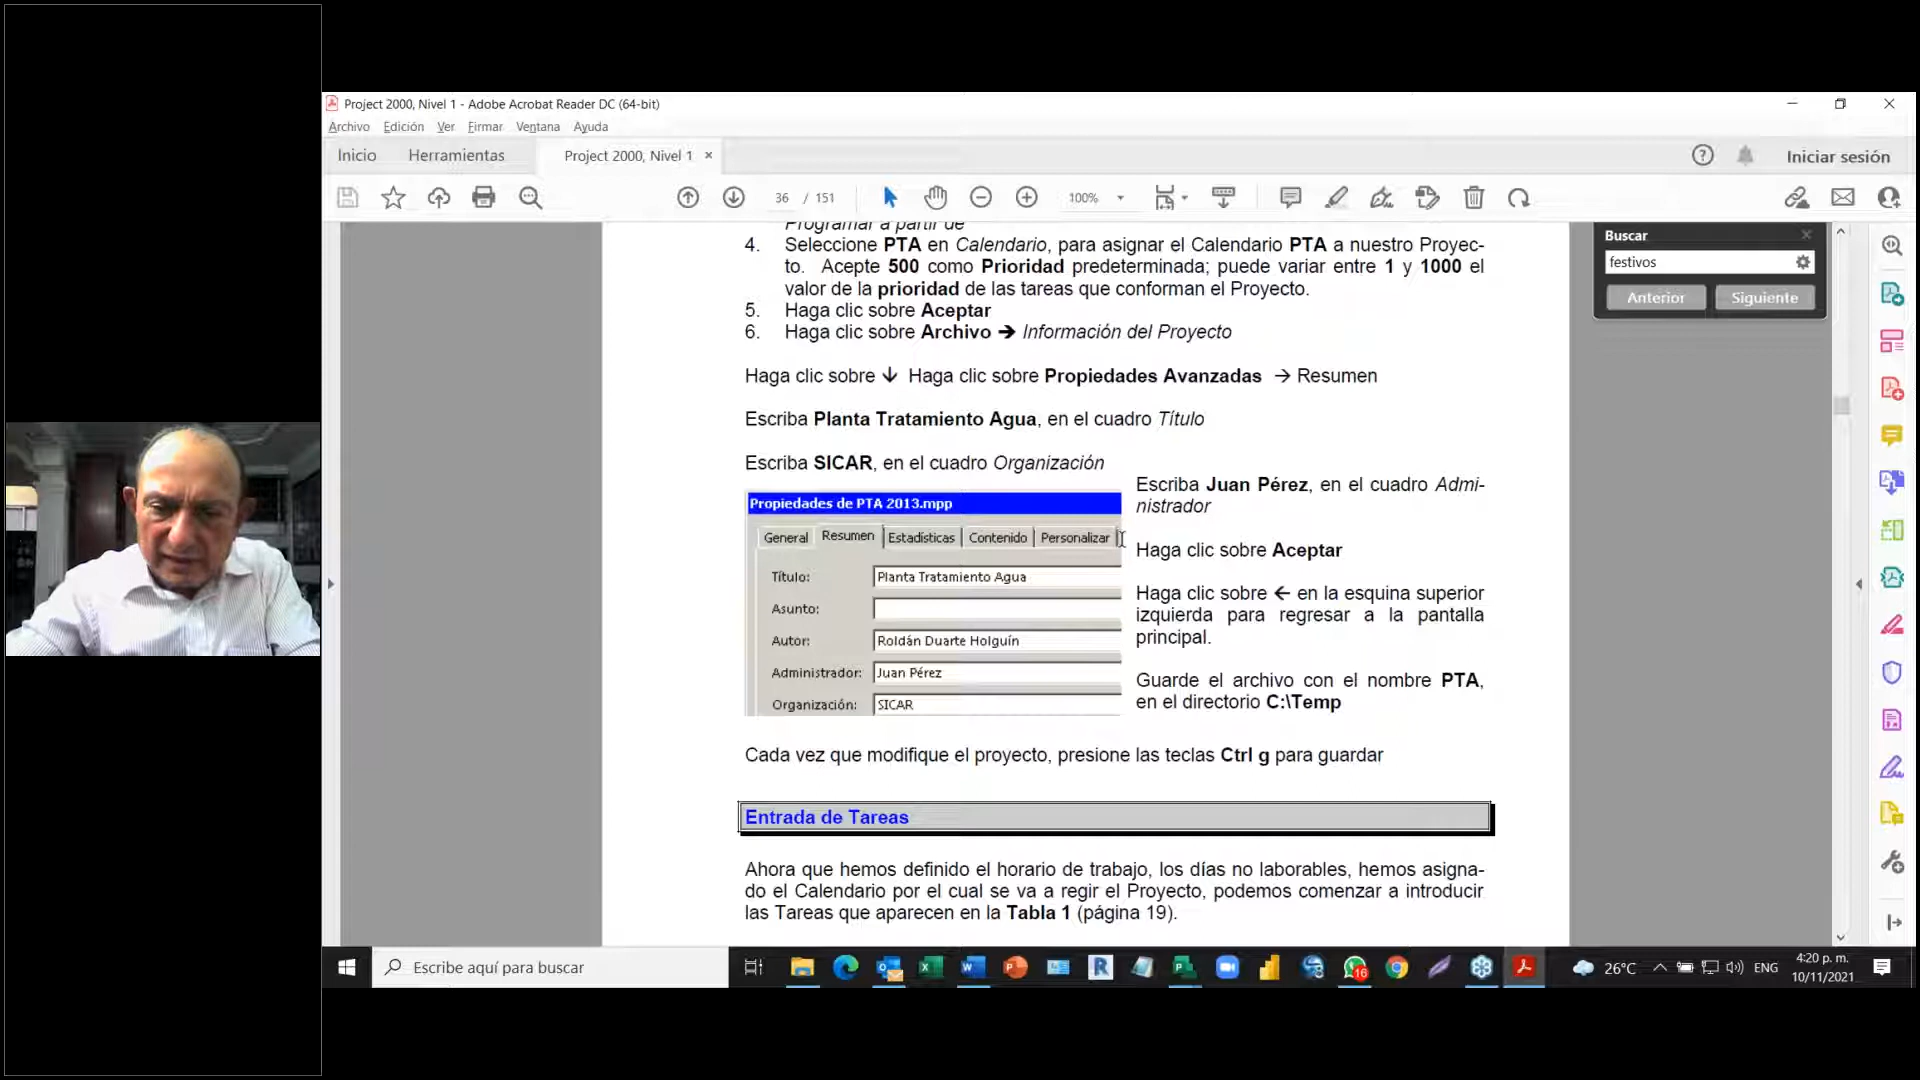 Project 2000, Nivel 1 - Adobe Acrobat Reader DC (64-bit)
Archivo Edición Ver Firmar Ventana Ayuda
Inicio Herramientas Project 2000, Nivel 1 × Iniciar sesión
36 / 151 100%
Programar a partir de
4. Seleccione PTA en Calendario, para asignar el Calendario PTA a nuestro Proyec-
to. Acepte 500 como Prioridad predeterminada; puede variar entre 1 y 1000 el
valor de la prioridad de las tareas que conforman el Proyecto.
5. Haga clic sobre Aceptar
6. Haga clic sobre Archivo ➔ Información del Proyecto
Haga clic sobre ↓ Haga clic sobre Propiedades Avanzadas → Resumen
Escriba Planta Tratamiento Agua, en el cuadro Título
Escriba SICAR, en el cuadro Organización
Propiedades de PTA 2013.mpp
General Resumen Estadísticas Contenido Personalizar
Título: Planta Tratamiento Agua
Asunto:
Autor: Roldán Duarte Holguín
Administrador: Juan Pérez
Organización: SICAR
Escriba Juan Pérez, en el cuadro Admi-
nistrador
Haga clic sobre Aceptar
Haga clic sobre ← en la esquina superior
izquierda para regresar a la pantalla
principal.
Guarde el archivo con el nombre PTA,
en el directorio C:\Temp
Cada vez que modifique el proyecto, presione las teclas Ctrl g para guardar
Entrada de Tareas
Ahora que hemos definido el horario de trabajo, los días no laborables, hemos asigna-
do el Calendario por el cual se va a regir el Proyecto, podemos comenzar a introducir
las Tareas que aparecen en la Tabla 1 (página 19).
Buscar
festivos
Anterior Siguiente
Escribe aquí para buscar
16
26°C ENG
4:20 p. m.
10/11/2021